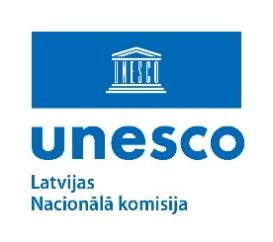 UNESCO
unesco
Latvijas
Nacionālā komisija